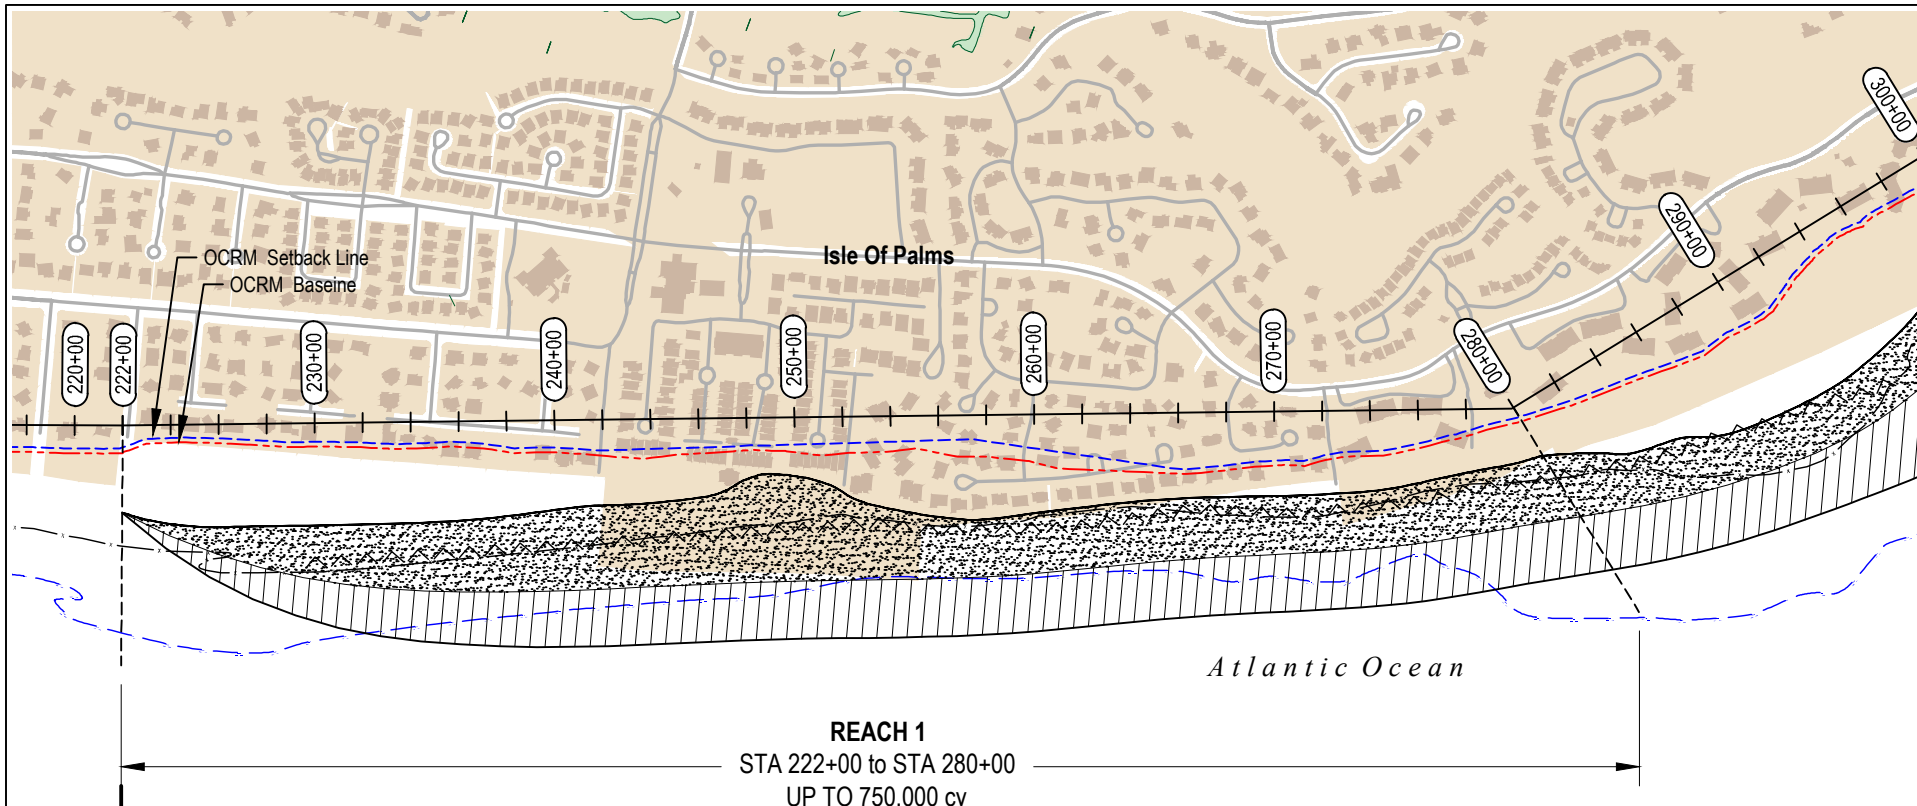 300+00
290+00
Isle Of Palms
OCRM Setback Line
OCRM Baseine
220+00
222+00
230+00
240+00
250+00
260+00
270+00
280+00
Atlantic Ocean
REACH 1
STA 222+00 to STA 280+00
UP TO 750,000 cy